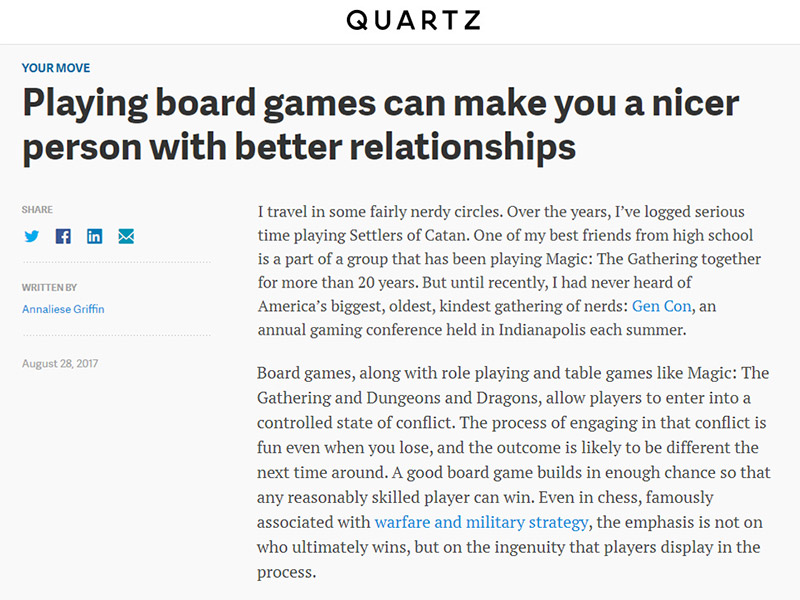 QUARTZ
YOUR MOVE
Playing board games can make you a nicer
person with better relationships
SHARE
WRITTEN BY
Annaliese Griffin
August 28, 2017
I travel in some fairly nerdy circles. Over the years, I’ve logged serious
time playing Settlers of Catan. One of my best friends from high school
is a part of a group that has been playing Magic: The Gathering together
for more than 20 years. But until recently, I had never heard of
America’s biggest, oldest, kindest gathering of nerds: Gen Con, an
annual gaming conference held in Indianapolis each summer.
Board games, along with role playing and table games like Magic: The
Gathering and Dungeons and Dragons, allow players to enter into a
controlled state of conflict. The process of engaging in that conflict is
fun even when you lose, and the outcome is likely to be different the
next time around. A good board game builds in enough chance so that
any reasonably skilled player can win. Even in chess, famously
associated with warfare and military strategy, the emphasis is not on
who ultimately wins, but on the ingenuity that players display in the
process.